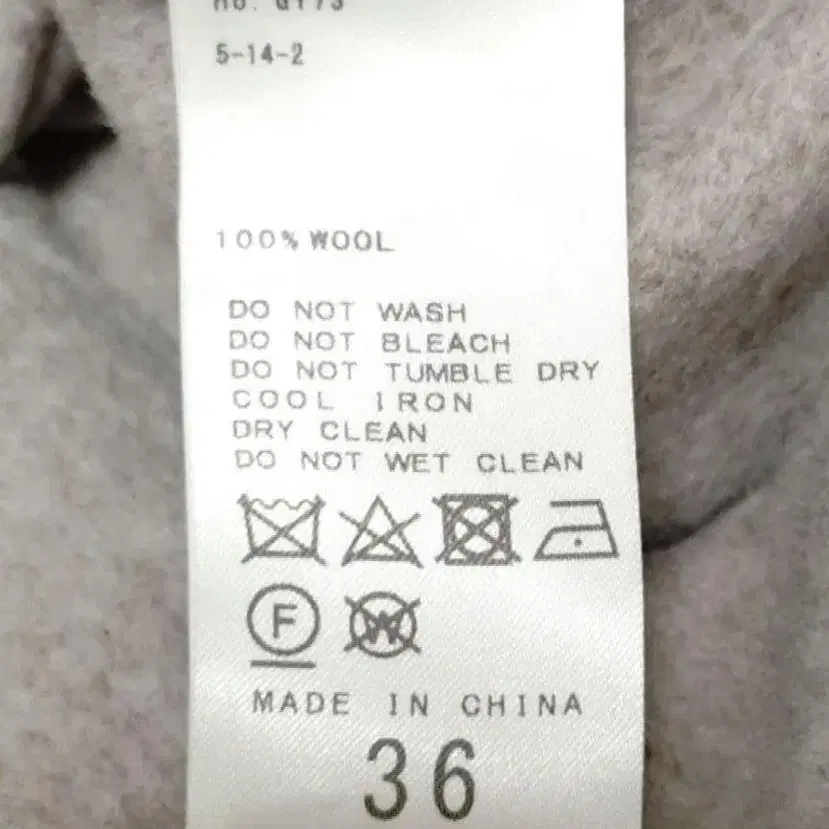 5-14-2
100% WOOL
DO NOT WASH
DO NOT BLEACH
DO NOT TUMBLE DRY
COOL IRON
DRY CLEAN
DO NOT WET CLEAN
F W
MADE IN CHINA
36